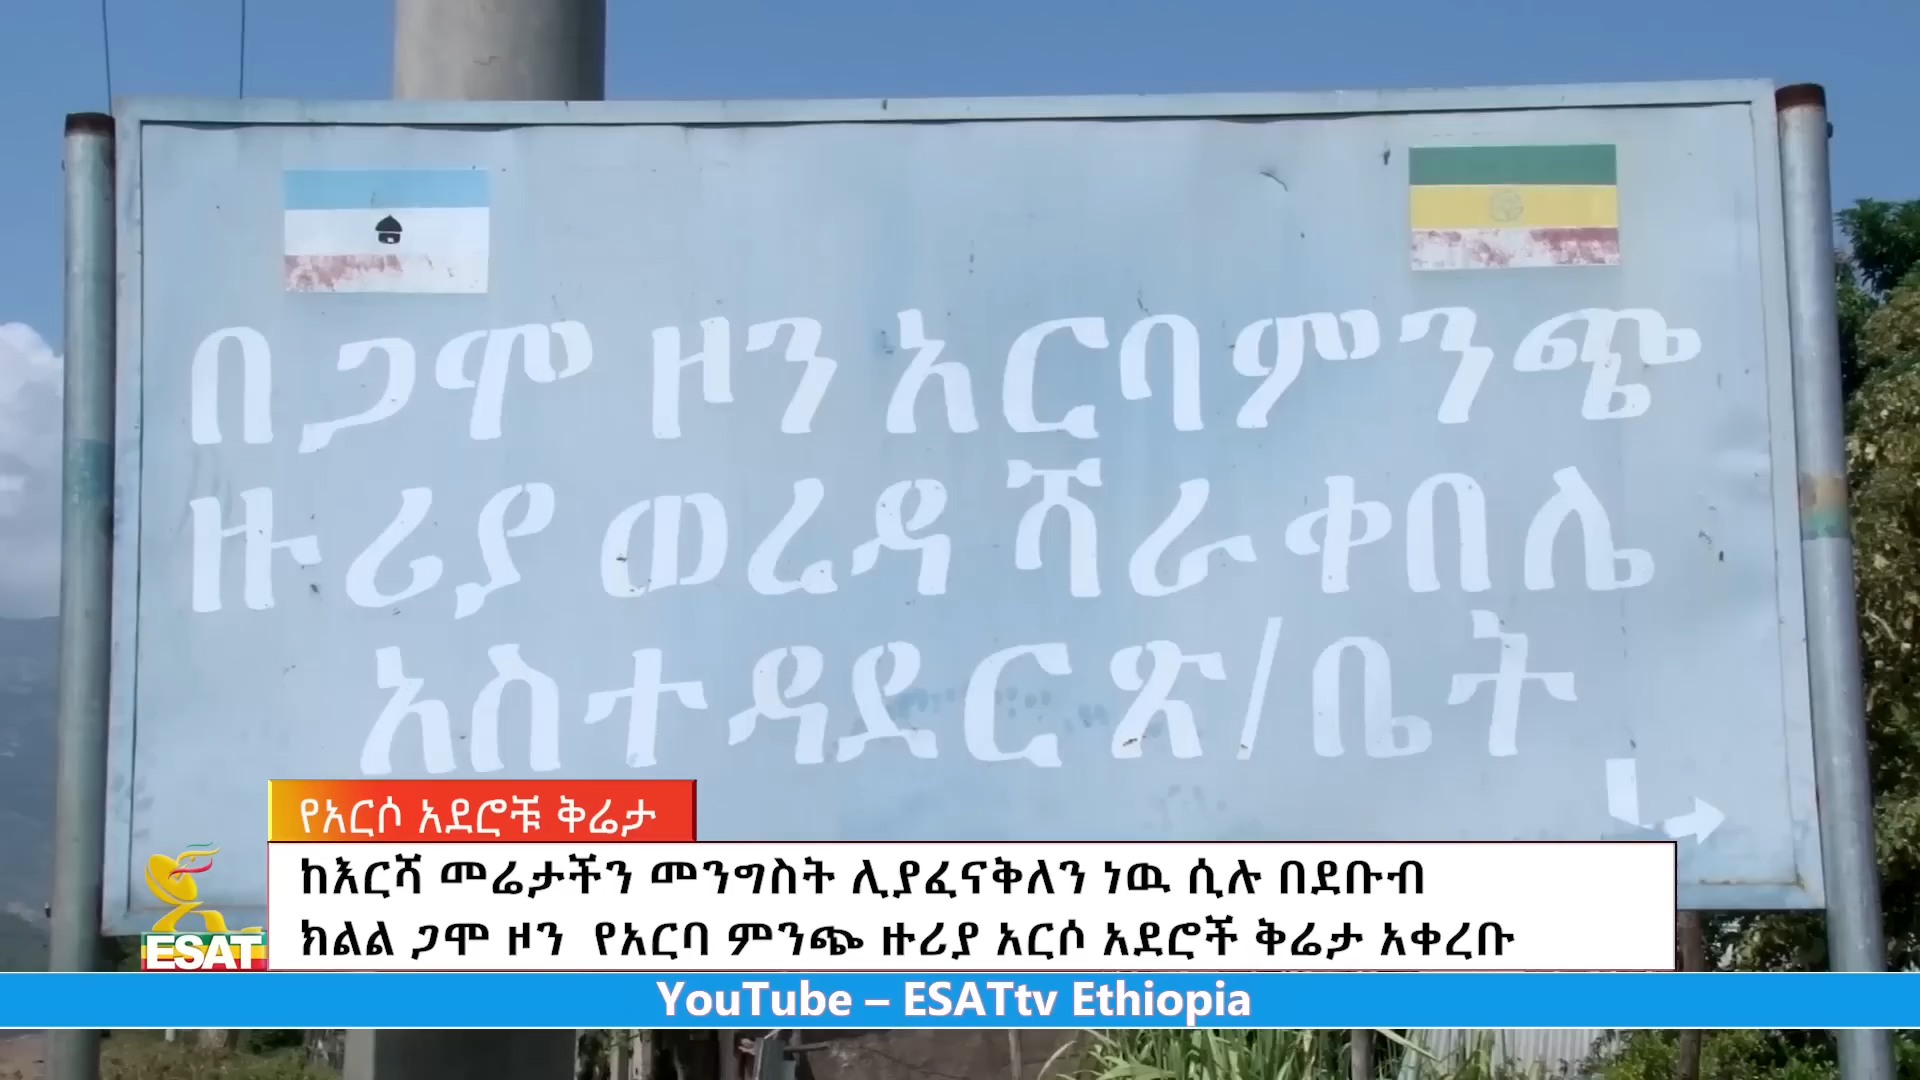 በ ጋሞ ዞን አርባምንጭ
ዙሪያ ወረዳ ሻራ ቀበሌ
አስተዳደር ጽ/ቤት
የአርሶ አደሮቹ ቅሬታ
ከእርሻ መሬታችን መንግስት ሊያፈናቅለን ነዉ ሲሉ በደቡብ
ክልል ጋሞ ዞን የአርባ ምንጭ ዙሪያ አርሶ አደሮች ቅሬታ አቀረቡ
ESAT
YouTube – ESATtv Ethiopia